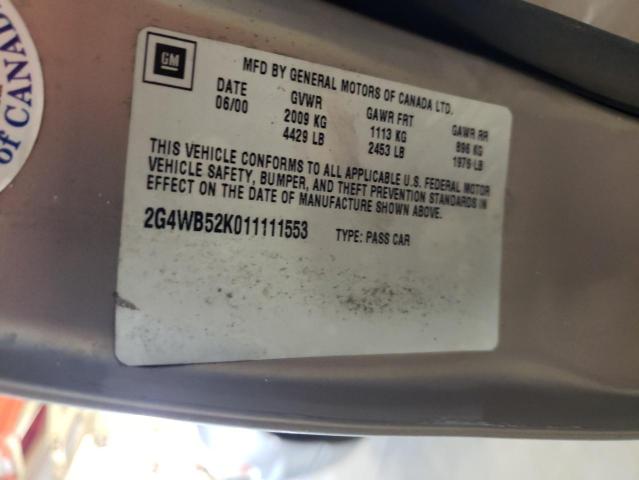 of CANAD
GM
MFD BY GENERAL MOTORS OF CANADA LTD.
DATE GVWR GAWR FRT GAWR RR
06/00 2009 KG 1113 KG 896 KG
4429 LB 2453 LB 1976 LB
THIS VEHICLE CONFORMS TO ALL APPLICABLE U.S. FEDERAL MOTOR
VEHICLE SAFETY, BUMPER, AND THEFT PREVENTION STANDARDS IN
EFFECT ON THE DATE OF MANUFACTURE SHOWN ABOVE.
2G4WB52K011111553 TYPE: PASS CAR